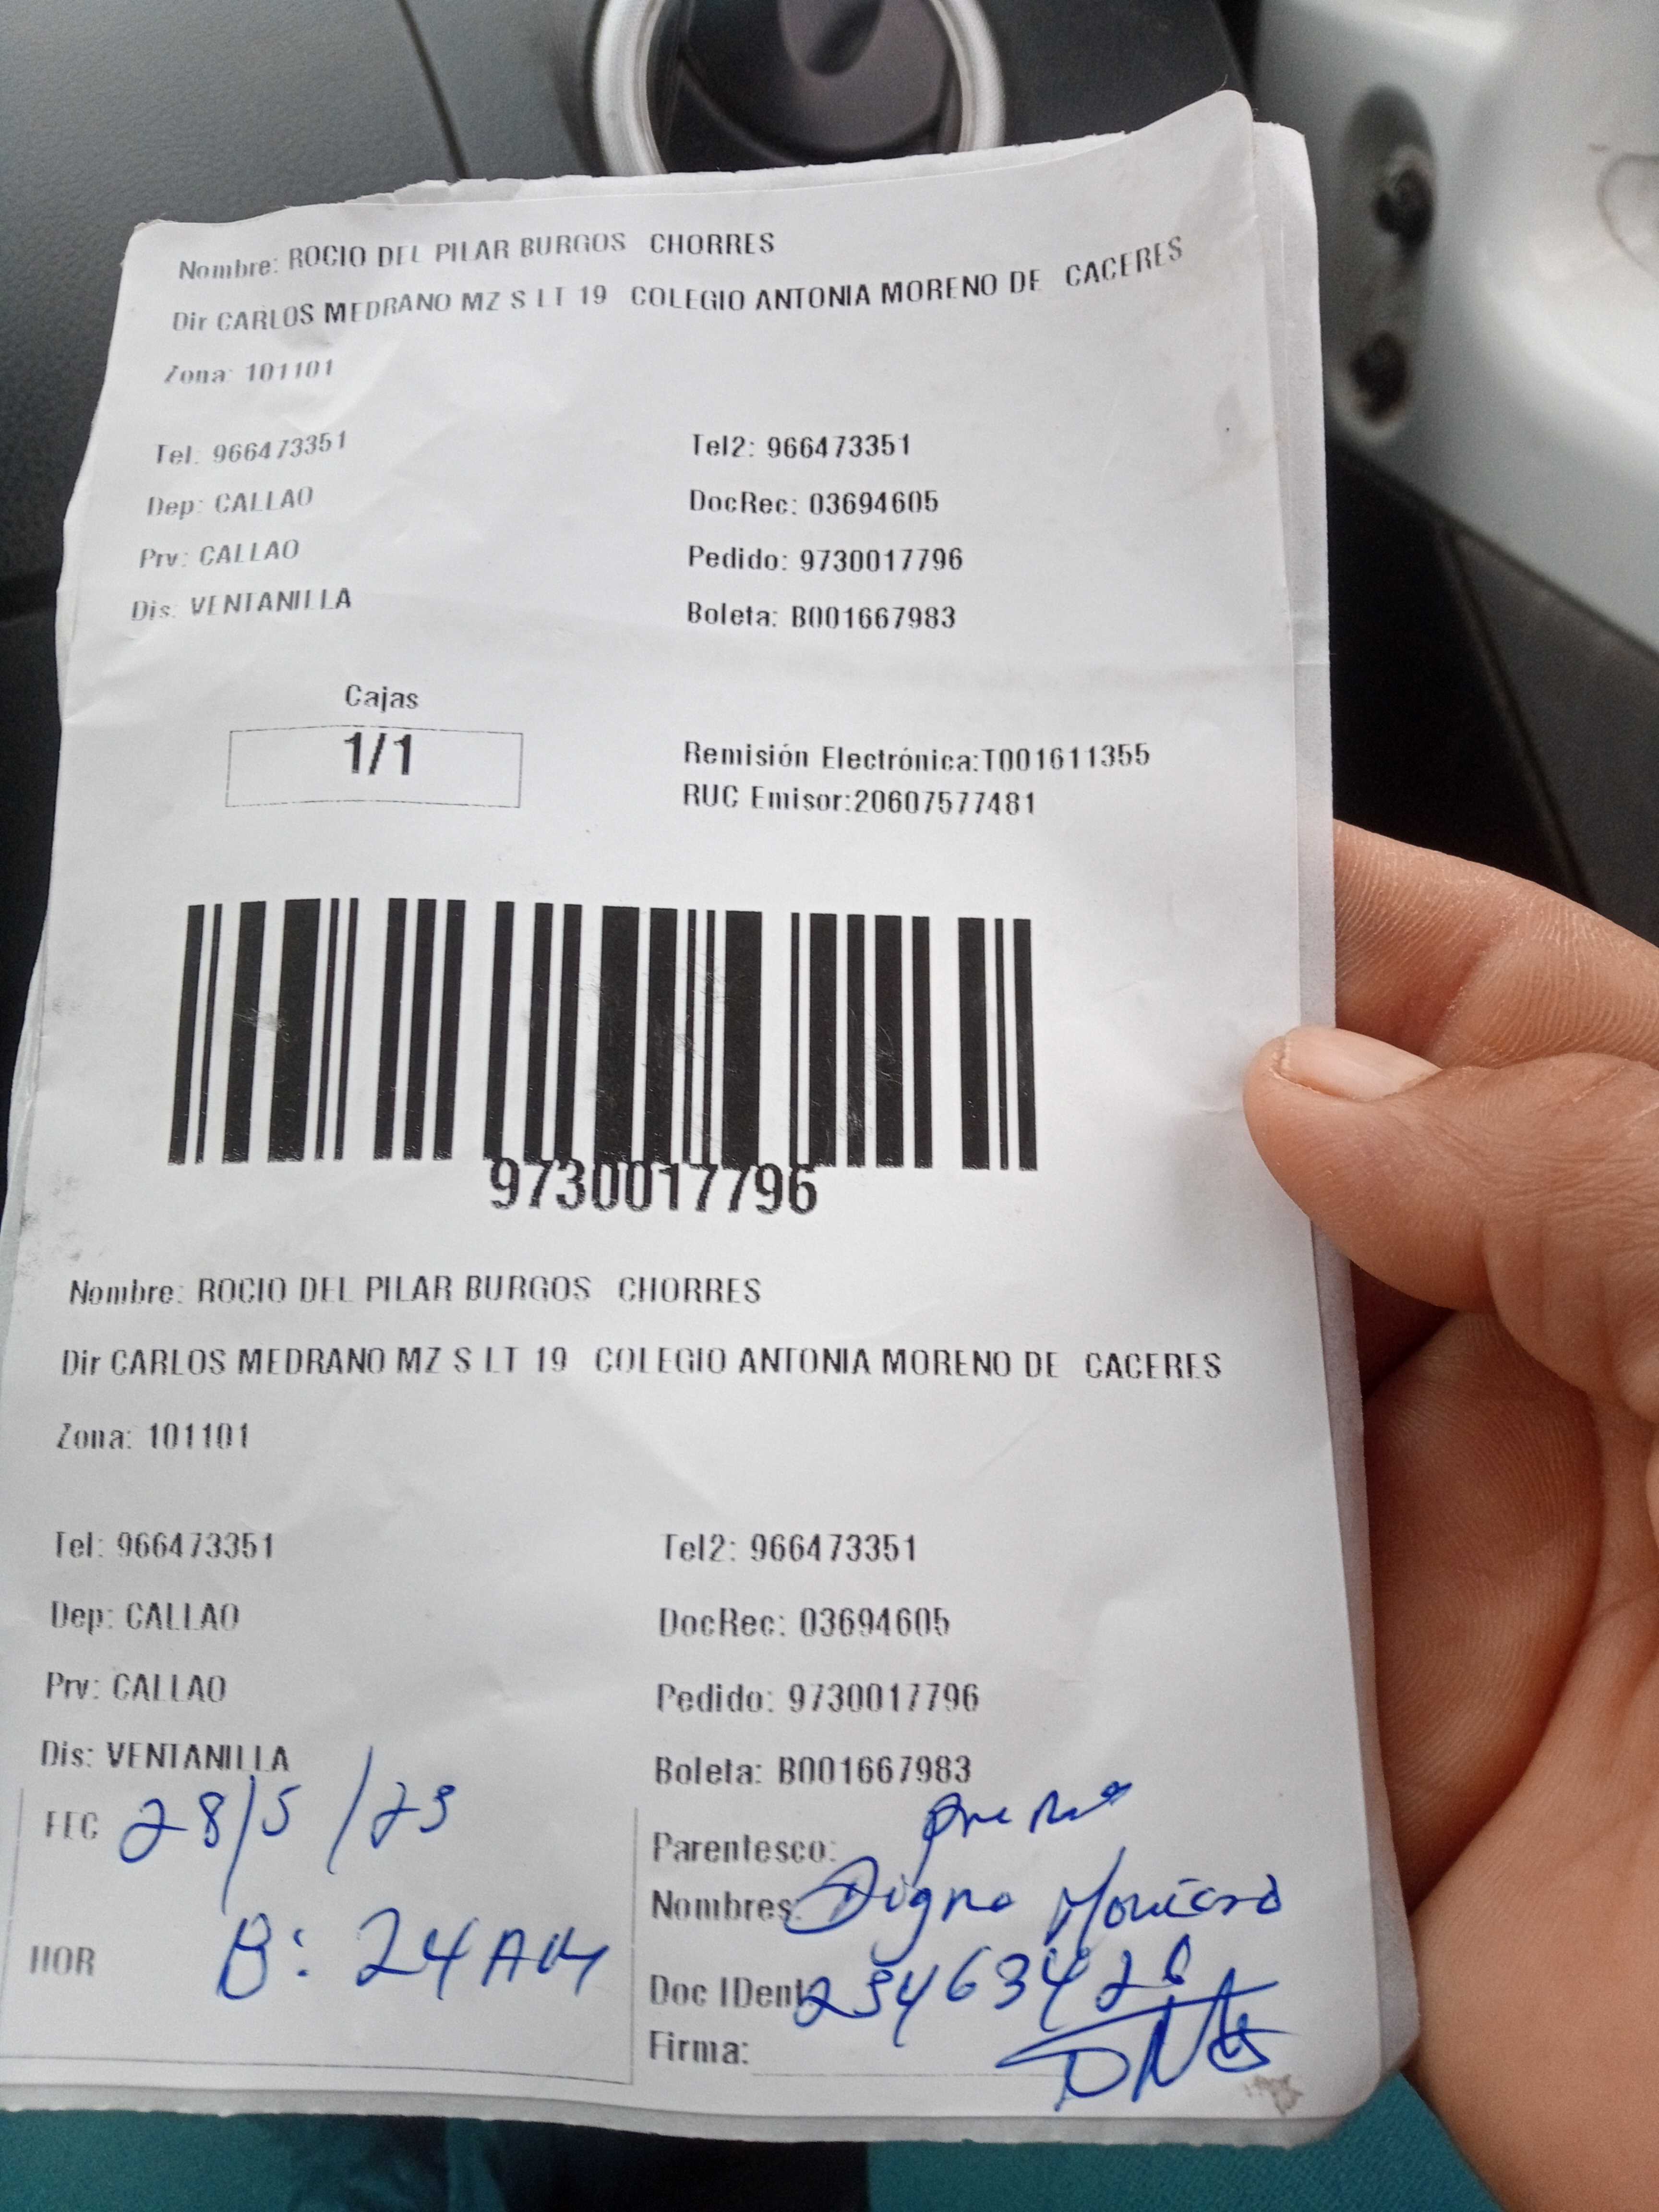 Nombre: ROCIO DEL PILAR BURGOS CHORRES
Dir CARLOS MEDRANO MZ S LT 19 COLEGIO ANTONIA MORENO DE CACERES
Zona: 101101
Tel: 966473351 Tel2: 966473351
Dep: CALLAO DocRec: 03694605
Prv: CALLAO Pedido: 9730017796
Dis: VENTANILLA Boleta: B001667983
Cajas
1/1
Remisión Electrónica:T001611355
RUC Emisor:20607577481
9730017796
Nombre: ROCIO DEL PILAR BURGOS CHORRES
Dir CARLOS MEDRANO MZ S LT 19 COLEGIO ANTONIA MORENO DE CACERES
Zona: 101101
Tel: 966473351 Tel2: 966473351
Dep: CALLAO DocRec: 03694605
Prv: CALLAO Pedido: 9730017796
Dis: VENTANILLA Boleta: B001667983
FEC 28/5/23 Parentesco:
Nombres: Digna
HOR 8:24 AM Doc IDent
Firma: